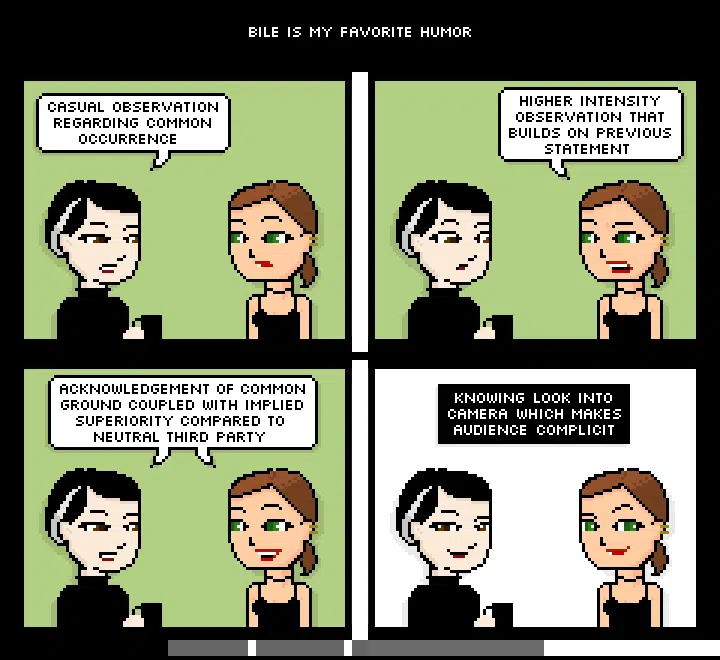 BILE IS MY FAVORITE HUMOR
CASUAL OBSERVATION
REGARDING COMMON
OCCURRENCE
HIGHER INTENSITY
OBSERVATION THAT
BUILDS ON PREVIOUS
STATEMENT
ACKNOWLEDGEMENT OF COMMON
GROUND COUPLED WITH IMPLIED
SUPERIORITY COMPARED TO
NEUTRAL THIRD PARTY
KNOWING LOOK INTO
CAMERA WHICH MAKES
AUDIENCE COMPLICIT